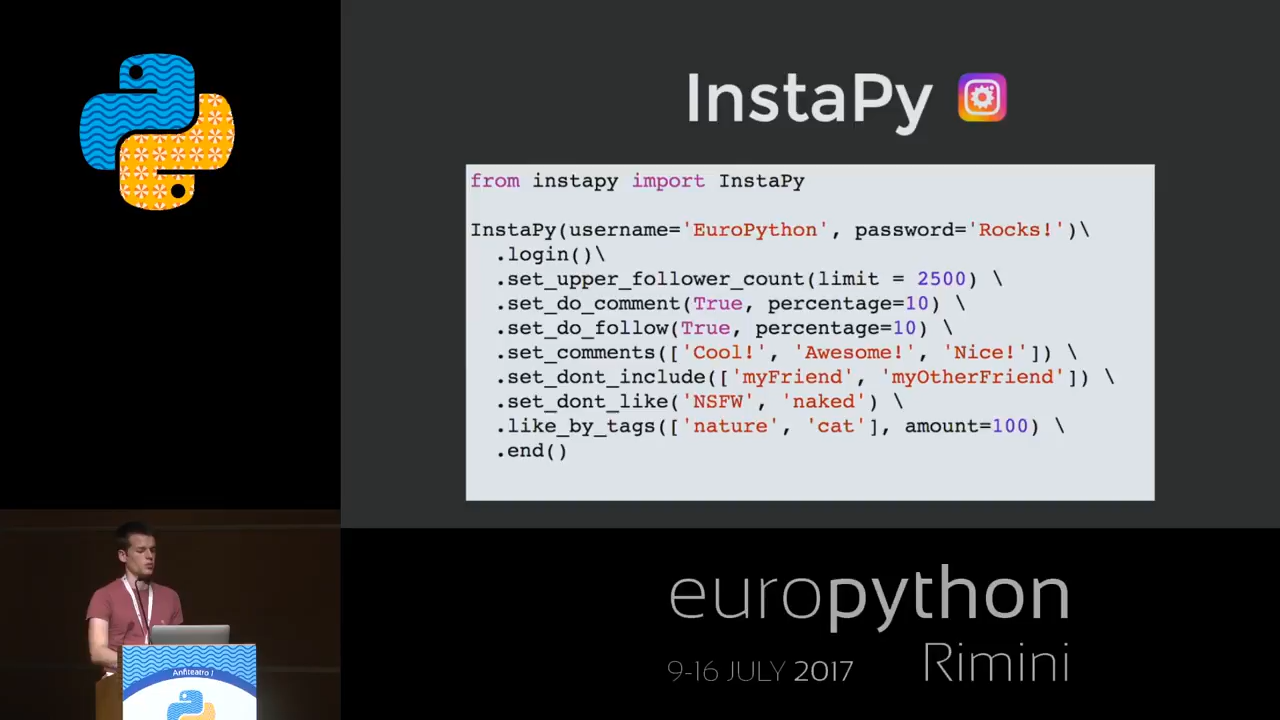 InstaPy
from instapy import InstaPy
InstaPy(username='EuroPython', password='Rocks!')\
.login()\
.set_upper_follower_count(limit = 2500) \
.set_do_comment(True, percentage=10) \
.set_do_follow(True, percentage=10) \
.set_comments(['Cool!', 'Awesome!', 'Nice!']) \
.set_dont_include(['myFriend', 'myOtherFriend']) \
.set_dont_like('NSFW', 'naked') \
.like_by_tags(['nature', 'cat'], amount=100) \
.end()
europython
9-16 JULY 2017 Rimini
Anfiteatro I